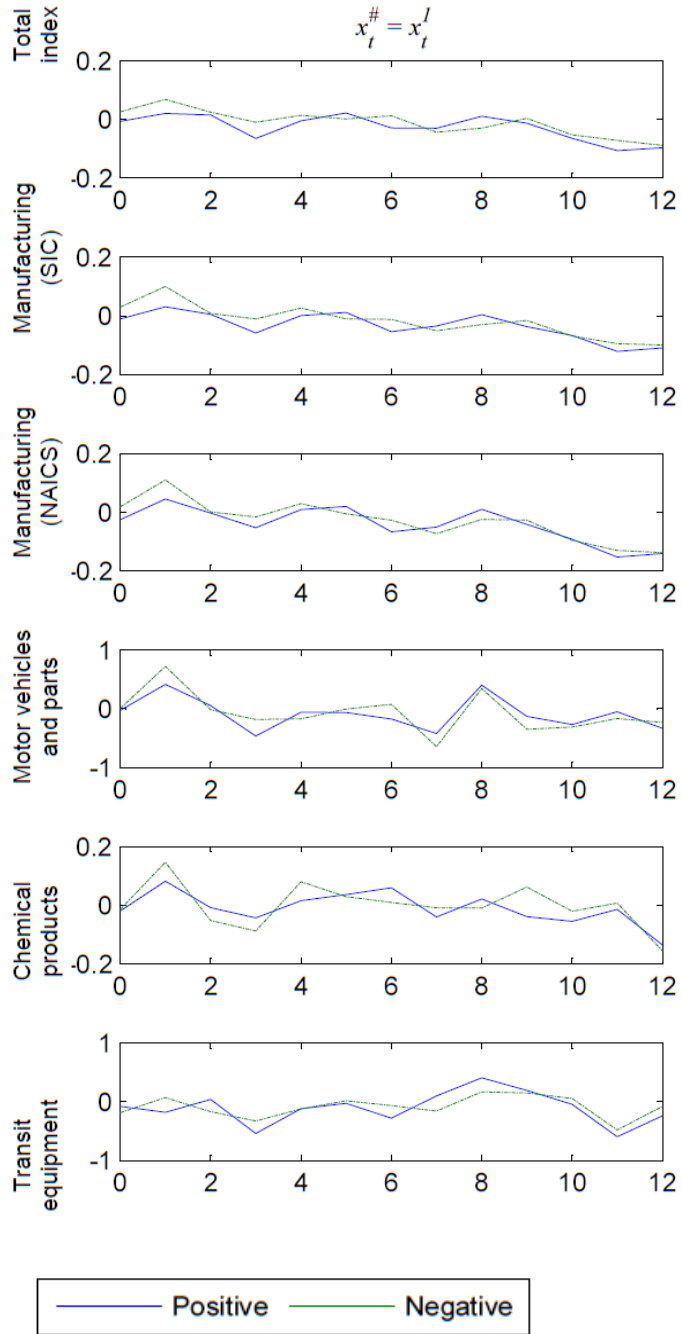 x_t^# = x_t^1
Total
index
0.2
0
-0.2
0 2 4 6 8 10 12
Manufacturing
(SIC)
0.2
0
-0.2
0 2 4 6 8 10 12
Manufacturing
(NAICS)
0.2
0
-0.2
0 2 4 6 8 10 12
Motor vehicles
and parts
1
0
-1
0 2 4 6 8 10 12
Chemical
products
0.2
0
-0.2
0 2 4 6 8 10 12
Transit
equipment
1
0
-1
0 2 4 6 8 10 12
Positive Negative